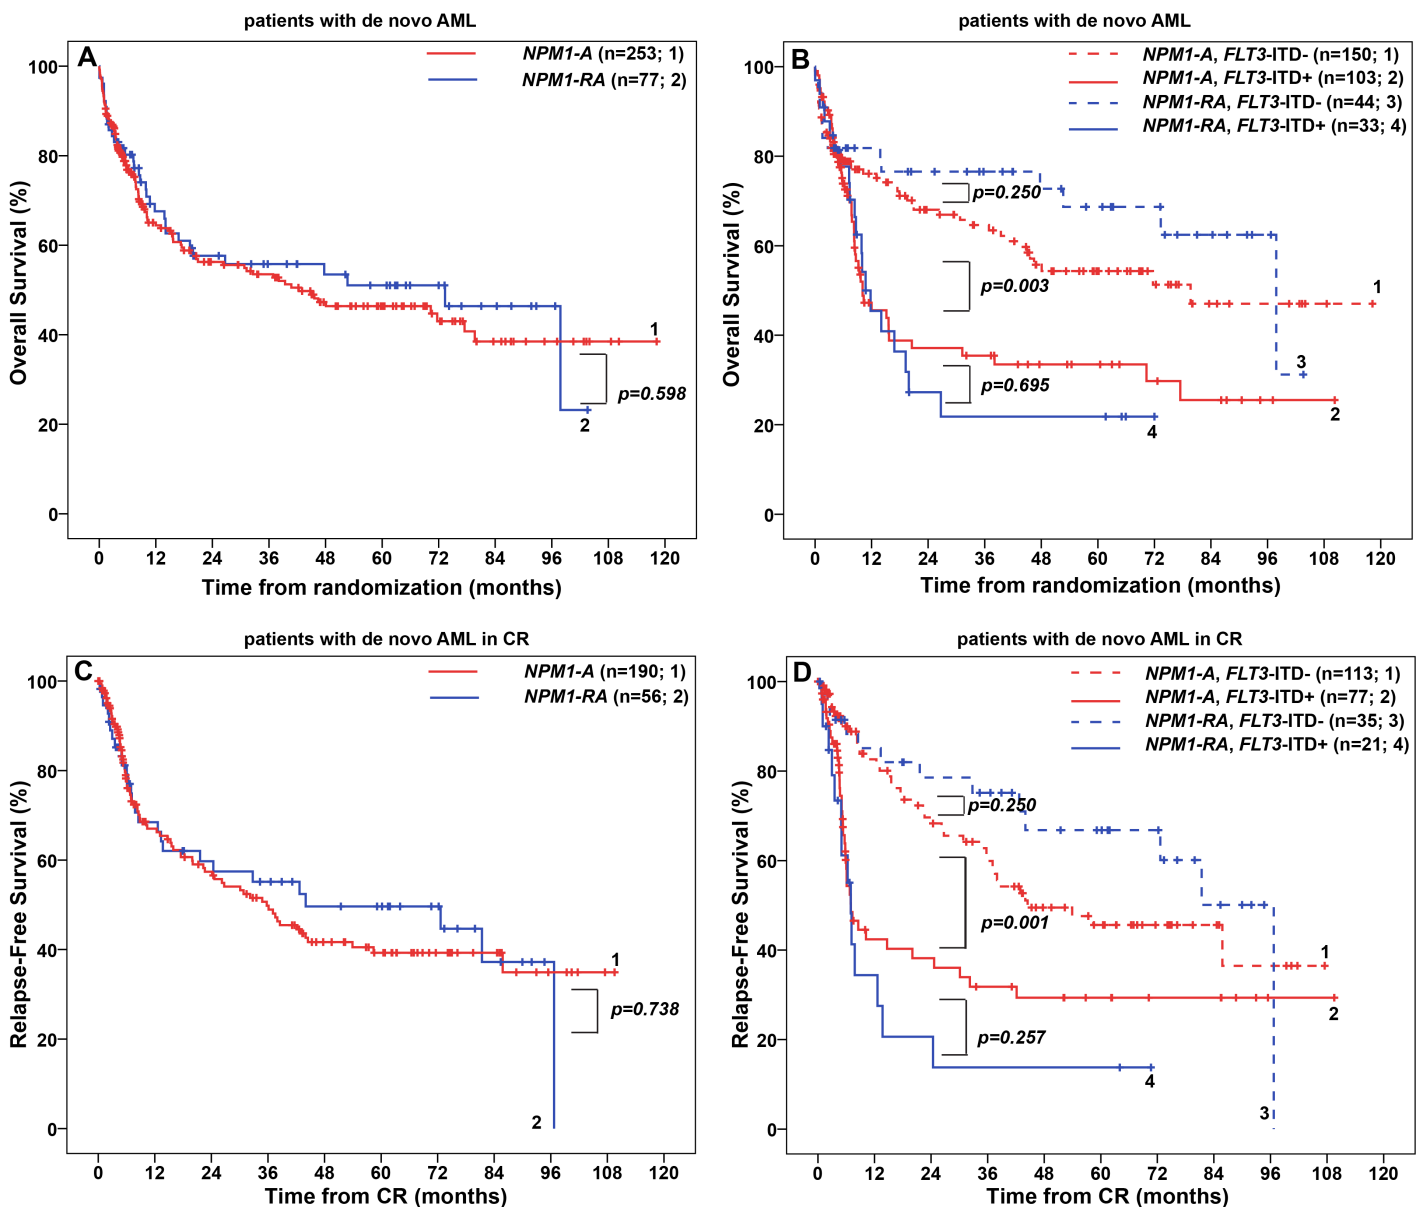 patients with de novo AML
A
NPM1-A (n=253; 1)
NPM1-RA (n=77; 2)
Overall Survival (%)
100
80
60
40
20
0
1
p=0.598
2
0 12 24 36 48 60 72 84 96 108 120
Time from randomization (months)
patients with de novo AML
B
NPM1-A, FLT3-ITD- (n=150; 1)
NPM1-A, FLT3-ITD+ (n=103; 2)
NPM1-RA, FLT3-ITD- (n=44; 3)
NPM1-RA, FLT3-ITD+ (n=33; 4)
Overall Survival (%)
100
80
60
40
20
0
p=0.250
p=0.003
1
3
p=0.695
2
4
0 12 24 36 48 60 72 84 96 108 120
Time from randomization (months)
patients with de novo AML in CR
C
NPM1-A (n=190; 1)
NPM1-RA (n=56; 2)
Relapse-Free Survival (%)
100
80
60
40
20
0
1
p=0.738
2
0 12 24 36 48 60 72 84 96 108 120
Time from CR (months)
patients with de novo AML in CR
D
NPM1-A, FLT3-ITD- (n=113; 1)
NPM1-A, FLT3-ITD+ (n=77; 2)
NPM1-RA, FLT3-ITD- (n=35; 3)
NPM1-RA, FLT3-ITD+ (n=21; 4)
Relapse-Free Survival (%)
100
80
60
40
20
0
p=0.250
p=0.001
1
2
p=0.257
4
3
0 12 24 36 48 60 72 84 96 108 120
Time from CR (months)